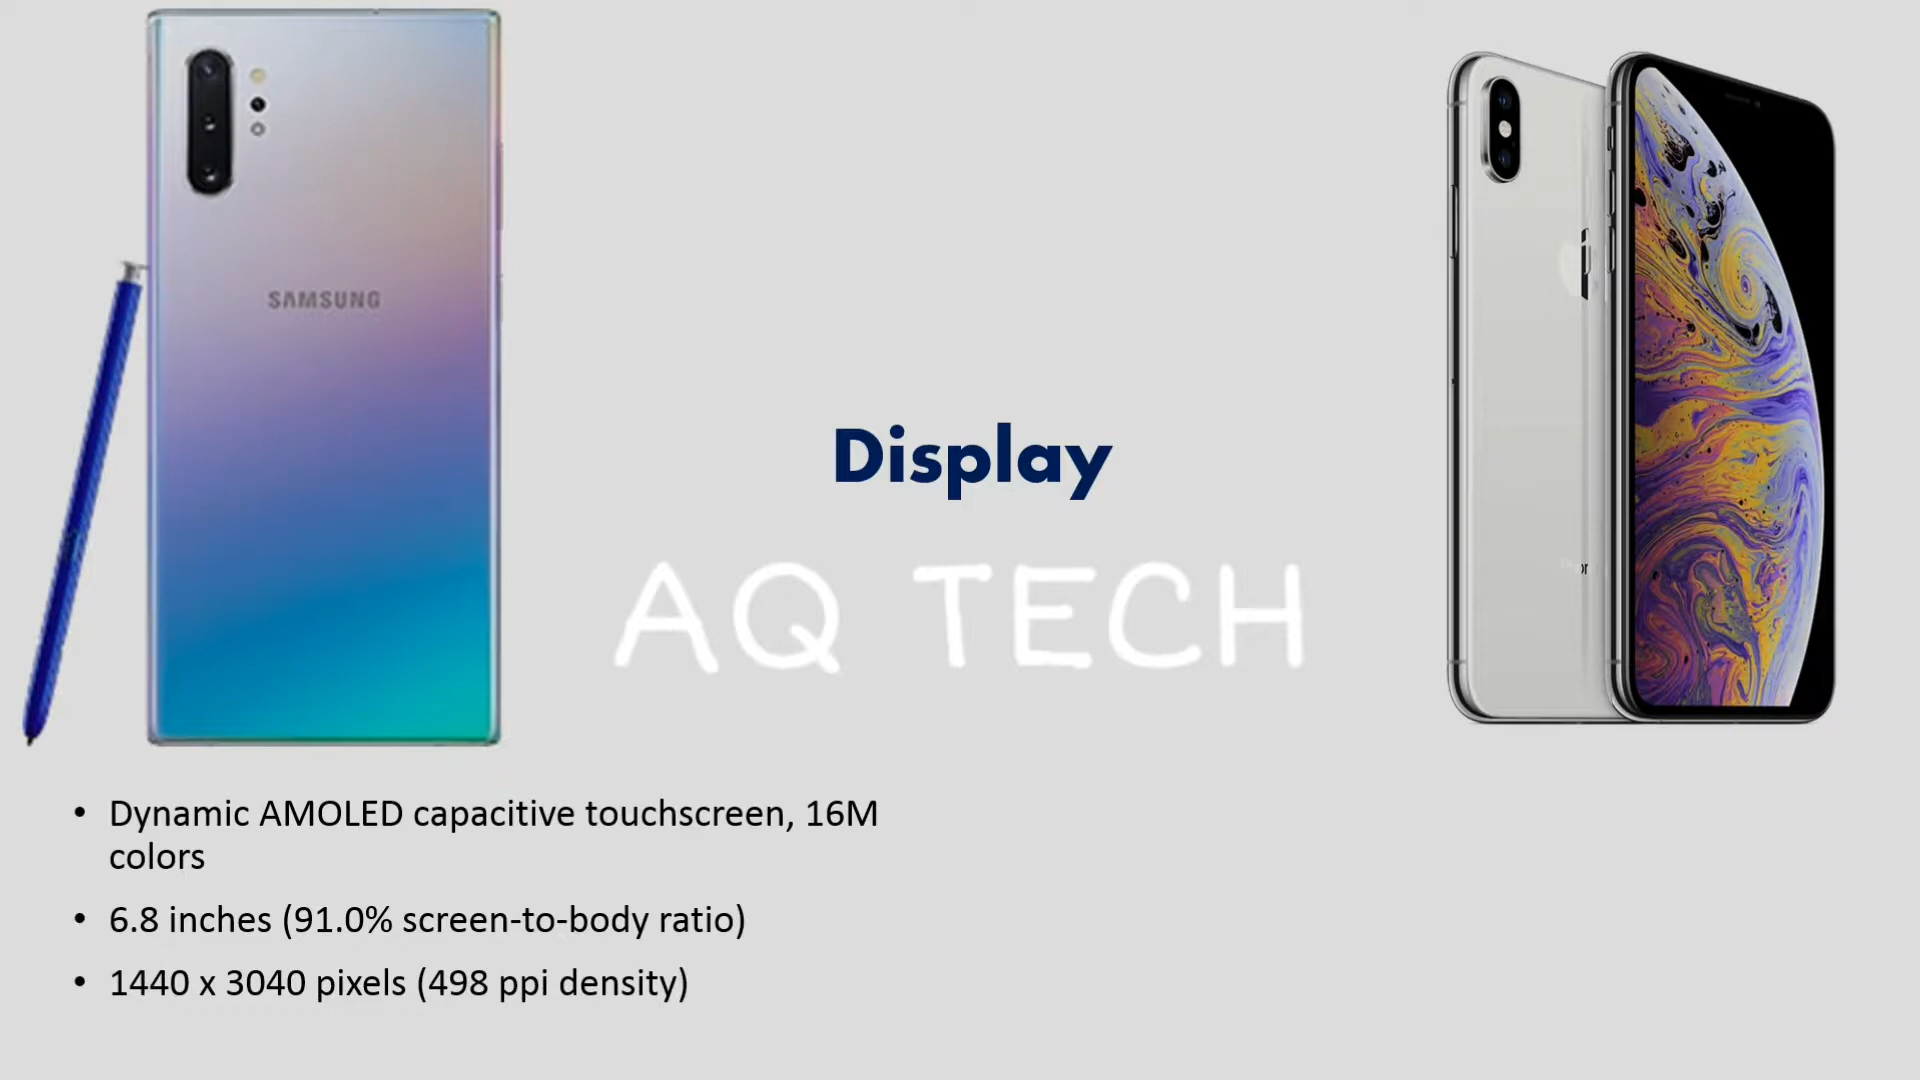 SAMSUNG
Display
AQ TECH
• Dynamic AMOLED capacitive touchscreen, 16M
colors
• 6.8 inches (91.0% screen-to-body ratio)
• 1440 x 3040 pixels (498 ppi density)